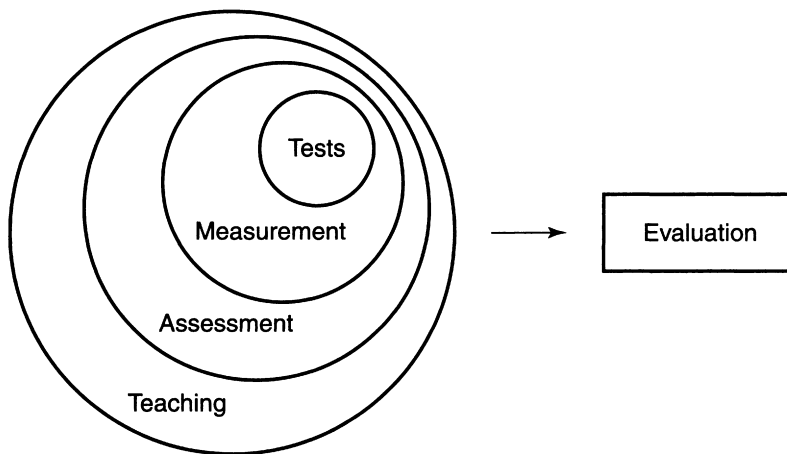 Tests
Measurement
Evaluation
Assessment
Teaching